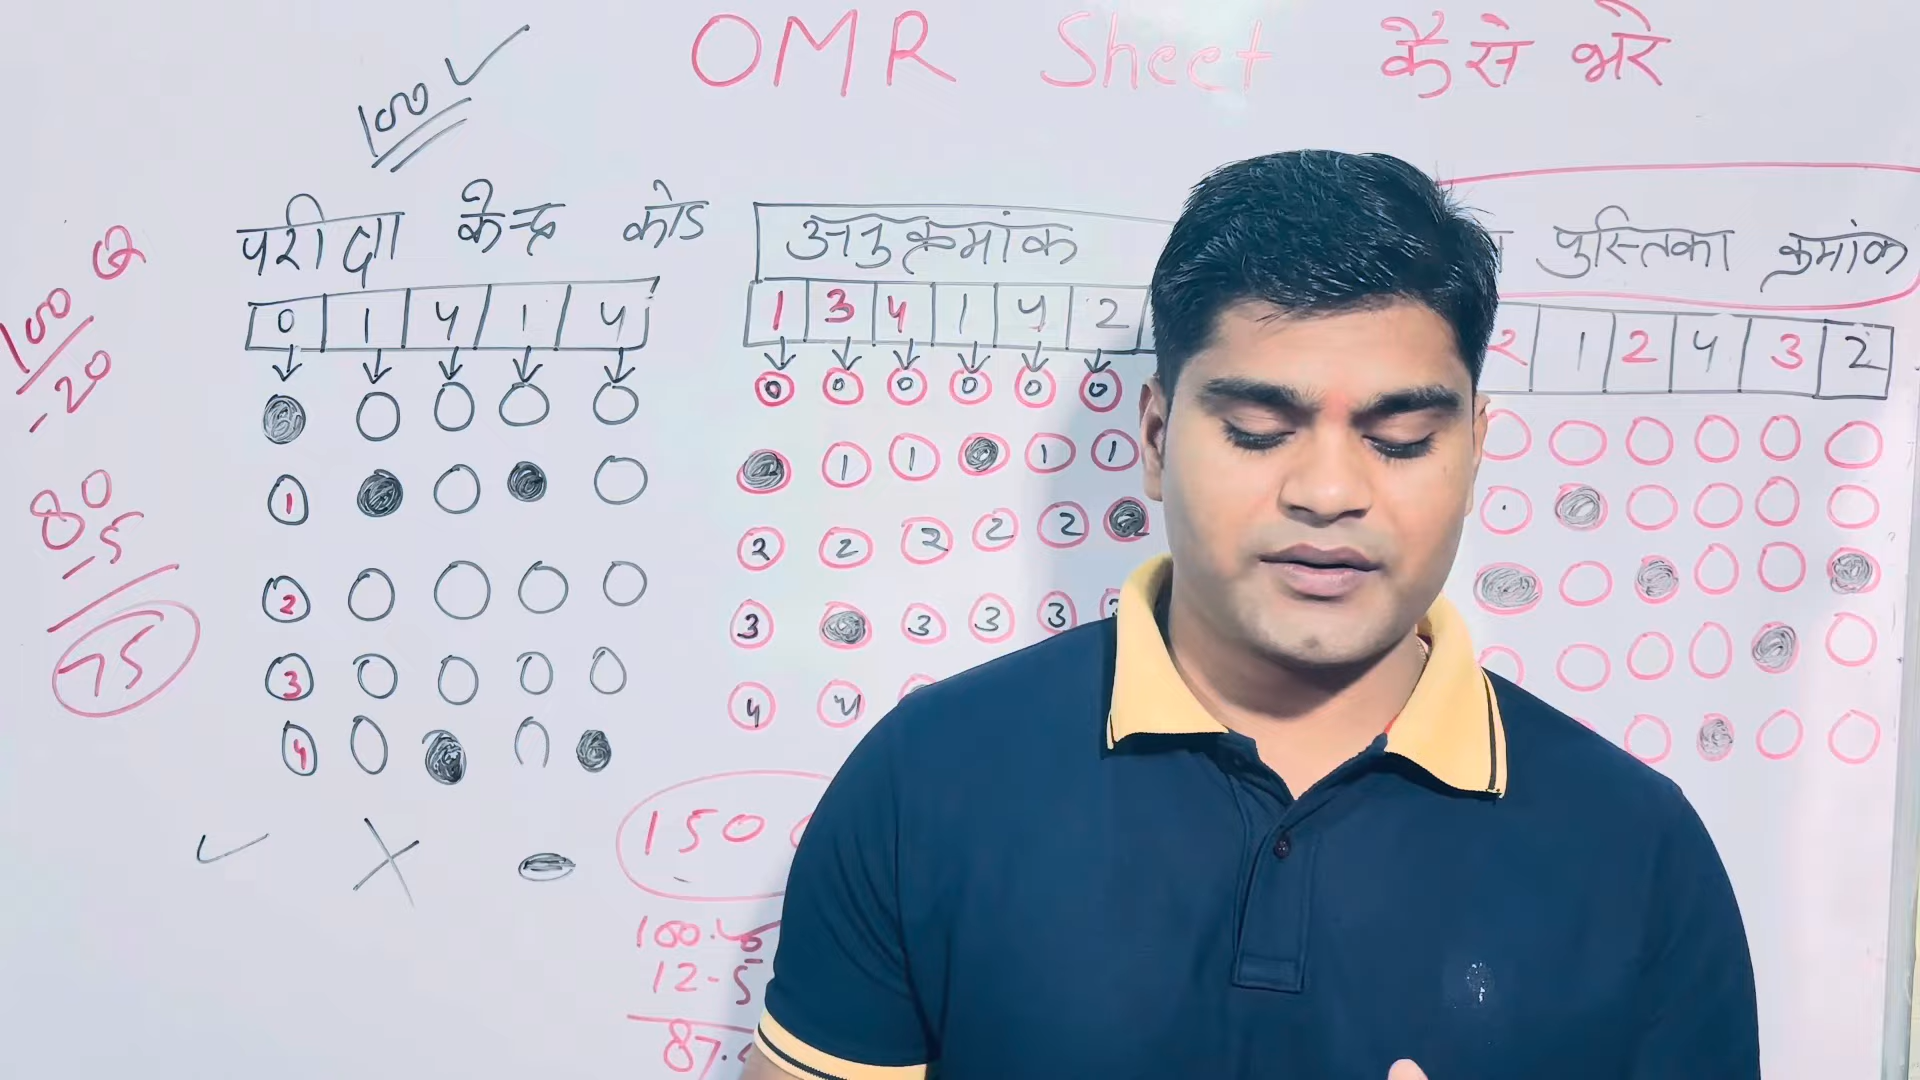 OMR Sheet कैसे भरे
100 ✓
परीक्षा केन्द्र कोड
0 1 4 1 4
1
2
3
4
अनुक्रमांक
1 3 4 1 4 2
0 0 0 0 0 0
1 1 1 1
2 2 2 2 2
3 3 3 3
4 4
पुस्तिका क्रमांक
2 1 2 4 3 2
100
-20
80
-5
75
150
100.
12-5
87.